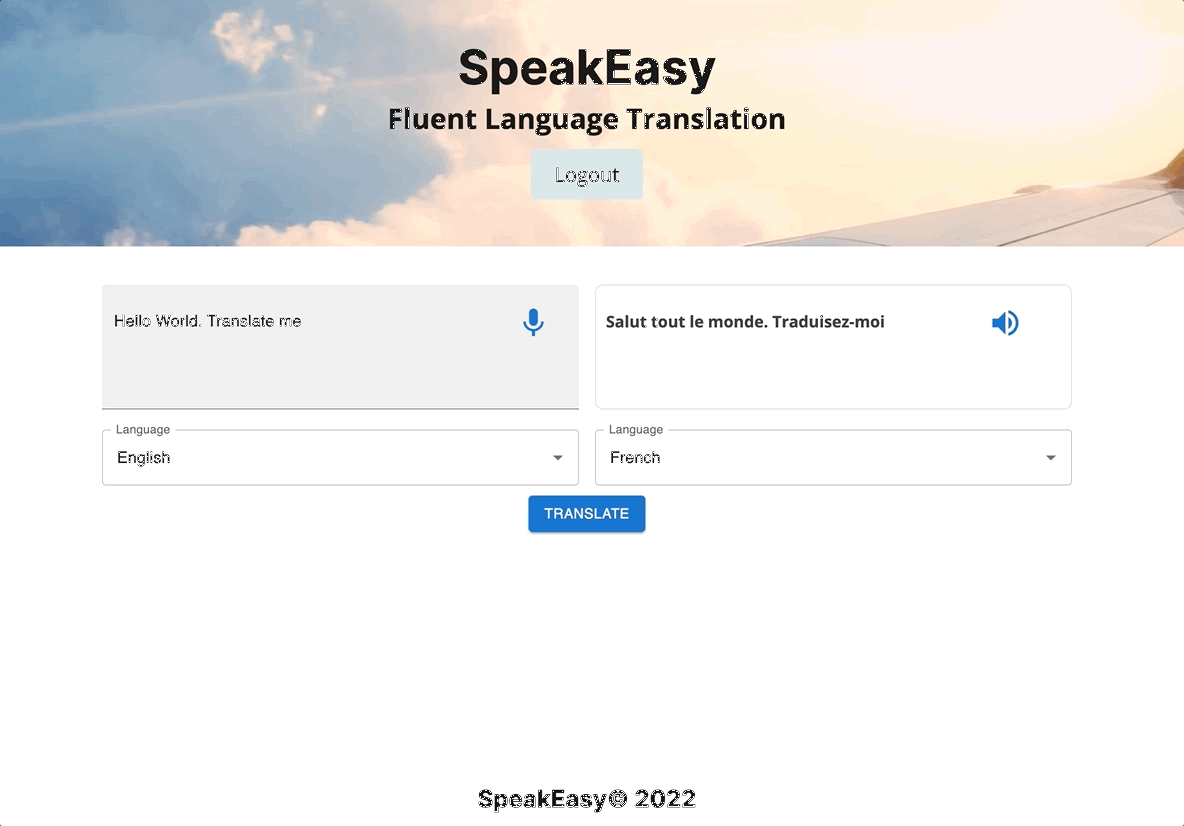 SpeakEasy
Fluent Language Translation
Logout
Hello World. Translate me
Salut tout le monde. Traduisez-moi
Language
English
Language
French
TRANSLATE
SpeakEasy© 2022